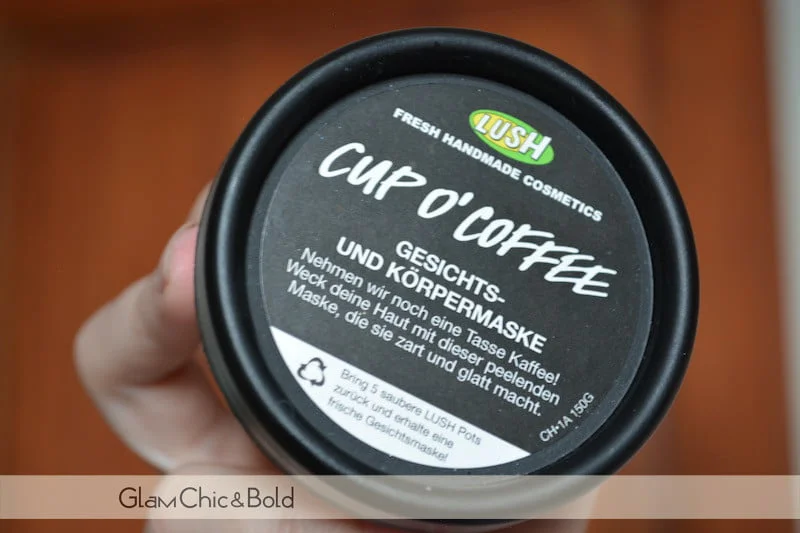 LUSH
FRESH HANDMADE COSMETICS
CUP O'COFFEE
GESICHTS-
UND KÖRPERMASKE
Nehmen wir noch eine Tasse Kaffee!
Weck deine Haut mit dieser peelenden
Maske, die sie zart und glatt macht.
CH•1A 150G
Bring 5 saubere LUSH Pots
zurück und erhalte eine
frische Gesichtsmaske!
GLAM CHIC&BOLD